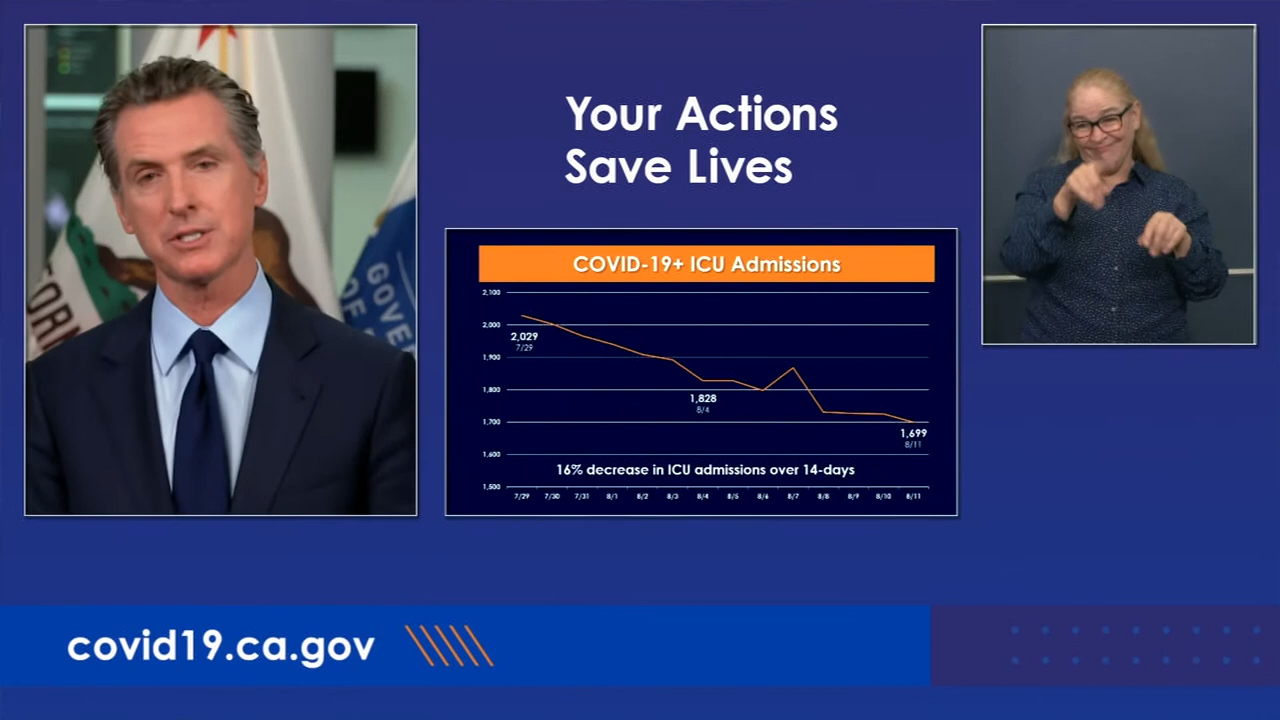 Your Actions
Save Lives
COVID-19+ ICU Admissions
2,100
2,000
1,900
1,800
1,700
1,600
1,500
2,029
7/29
1,828
8/4
1,699
8/11
16% decrease in ICU admissions over 14-days
7/29 7/30 7/31 8/1 8/2 8/3 8/4 8/5 8/6 8/7 8/8 8/9 8/10 8/11
GOVE
OF
ORN
covid19.ca.gov